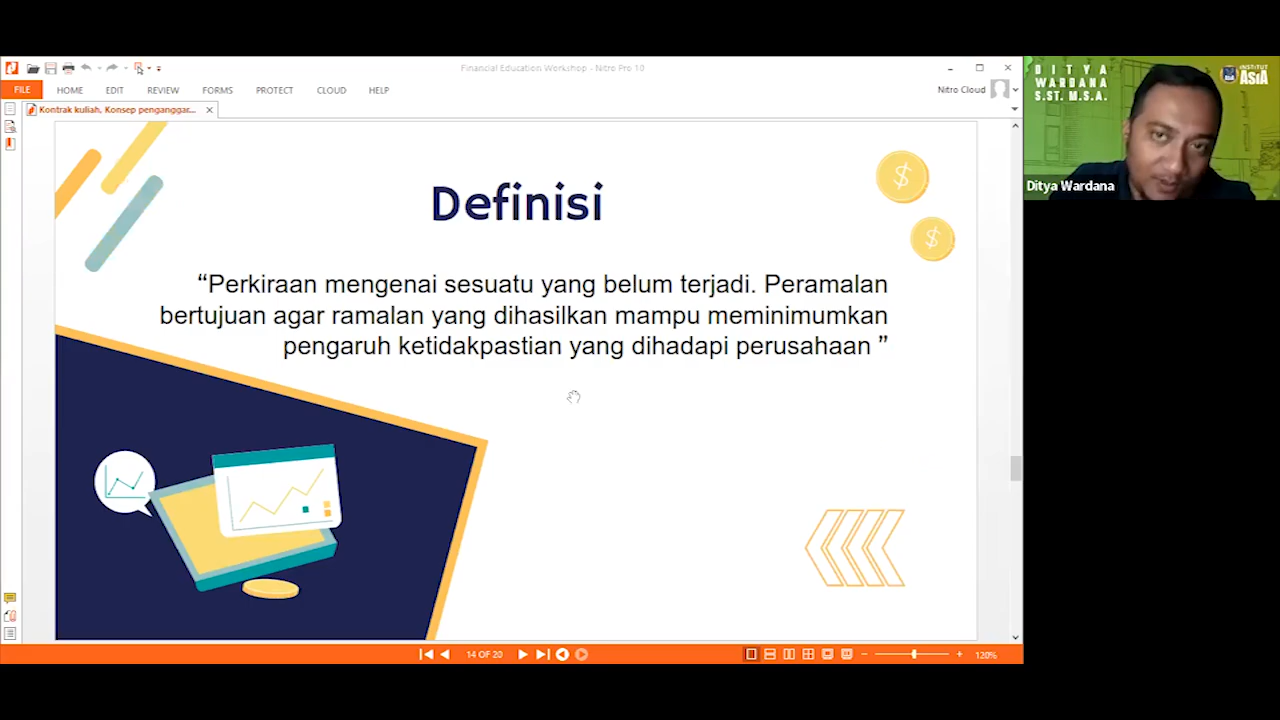 Financial Education Workshop - Nitro Pro 10
FILE
HOME
EDIT
REVIEW
FORMS
PROTECT
CLOUD
HELP
Nitro Cloud
Kontrak kuliah, Konsep penganggar...
Definisi
“Perkiraan mengenai sesuatu yang belum terjadi. Peramalan
bertujuan agar ramalan yang dihasilkan mampu meminimumkan
pengaruh ketidakpastian yang dihadapi perusahaan ”
$
$
14 OF 20
120%
DITYA
WARDANA
S.ST. M.S.A.
INSTITUT
ASIA
Ditya Wardana